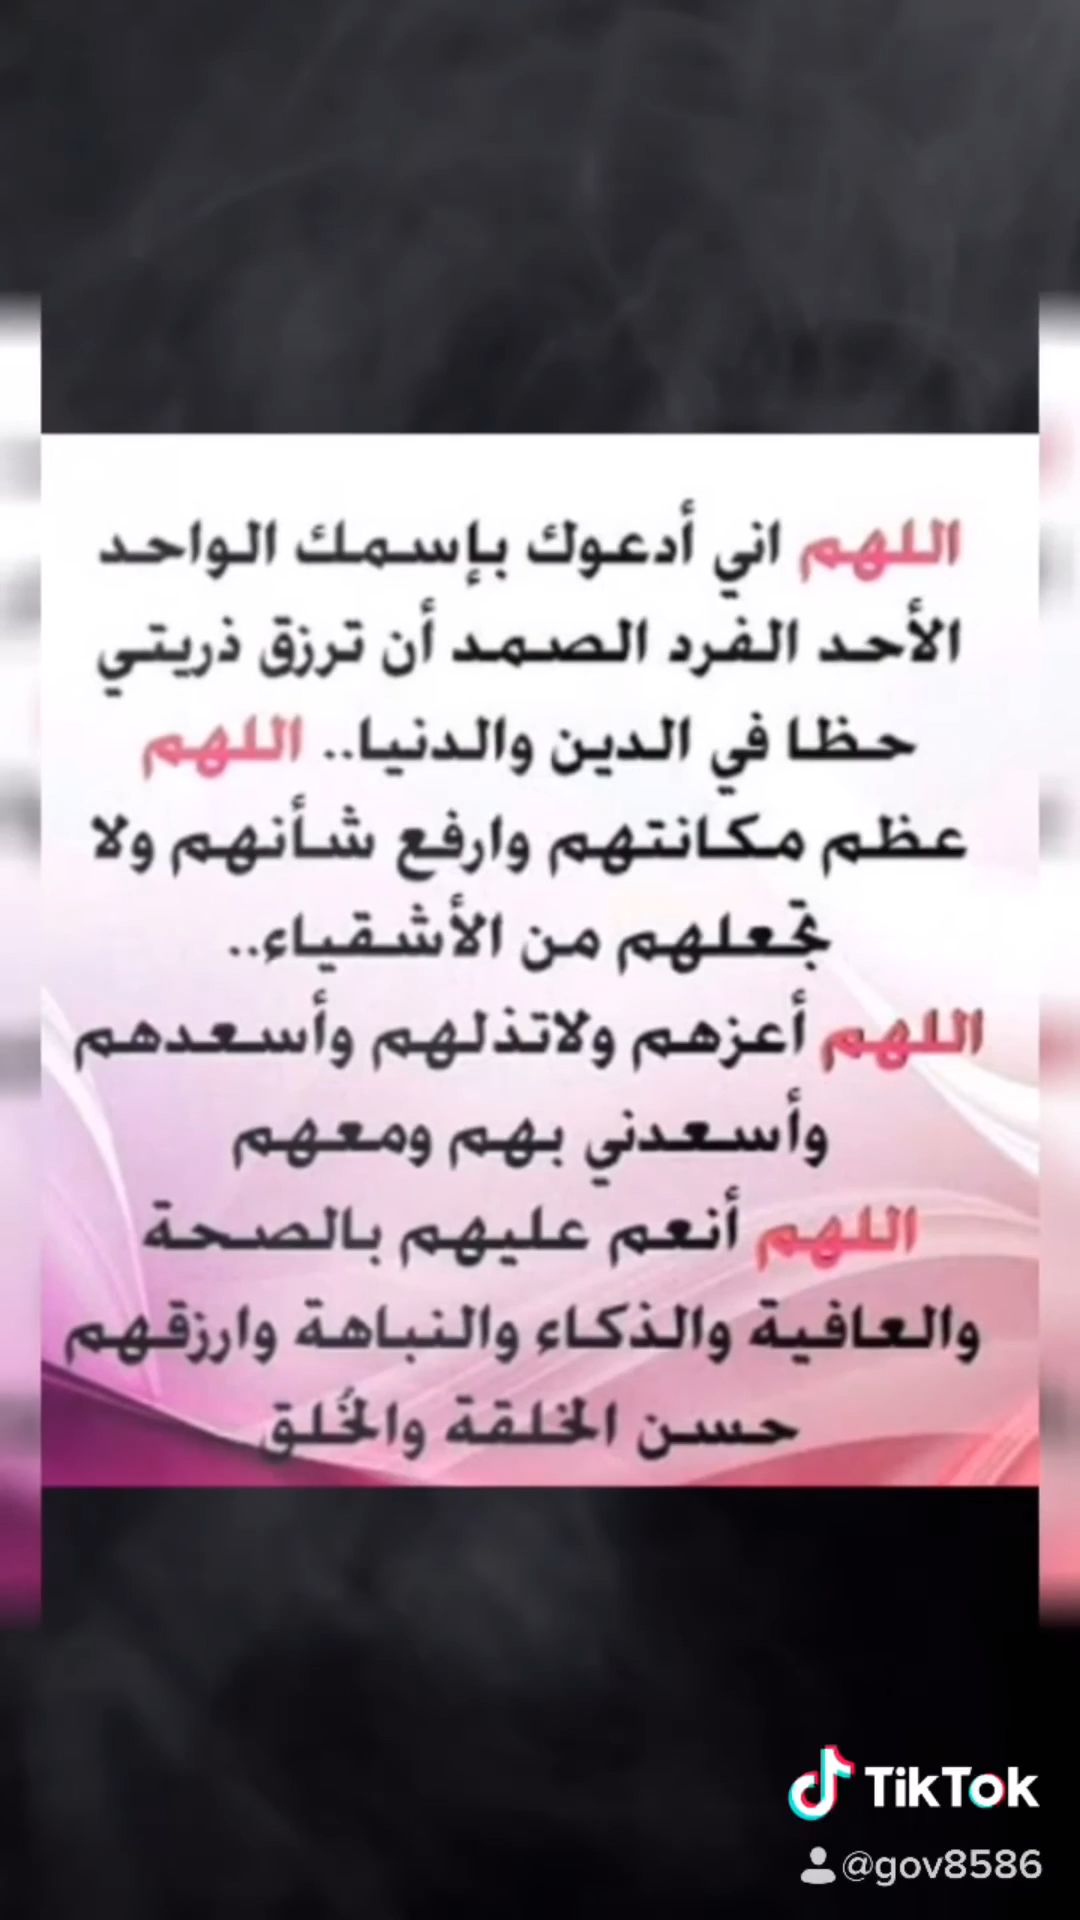 اللهم اني أدعوك بإسمك الواحد
الأحد الفرد الصمد أن ترزق ذريتي
حظا في الدين والدنيا.. اللهم
عظم مكانتهم وارفع شأنهم ولا
تجعلهم من الأشقياء..
اللهم أعزهم ولاتذلهم وأسعدهم
وأسعدني بهم ومعهم
اللهم أنعم عليهم بالصحة
والعافية والذكاء والنباهة وارزقهم
حسن الخلقة والخُلق
TikTok
@gov8586